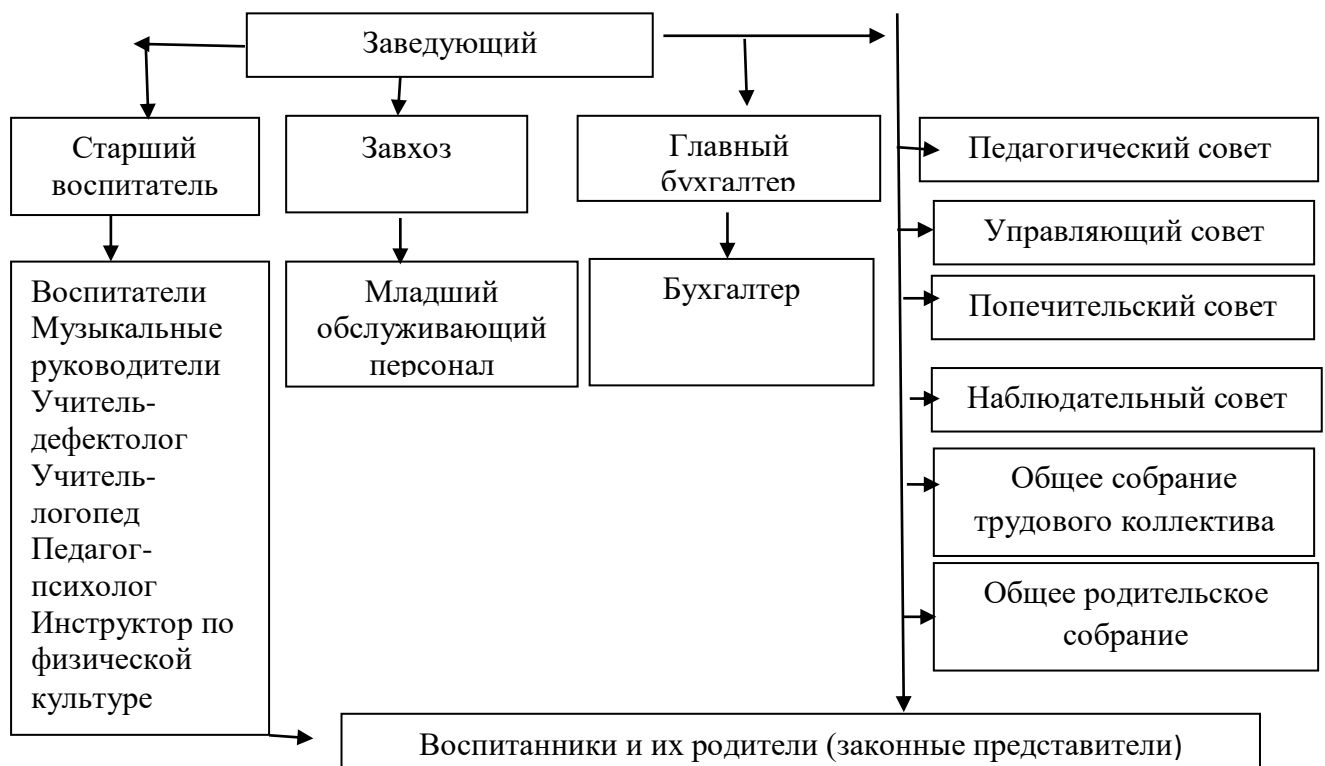 Заведующий
Старший
воспитатель
Завхоз
Главный
бухгалтер
Педагогический совет
Управляющий совет
Попечительский совет
Наблюдательный совет
Общее собрание
трудового коллектива
Общее родительское
собрание
Воспитатели
Музыкальные
руководители
Учитель-
дефектолог
Учитель-
логопед
Педагог-
психолог
Инструктор по
физической
культуре
Младший
обслуживающий
персонал
Бухгалтер
Воспитанники и их родители (законные представители)